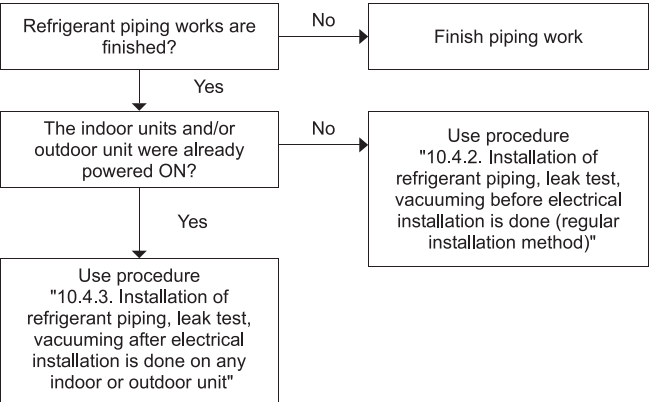 Refrigerant piping works are
finished?
No
Finish piping work
Yes
The indoor units and/or
outdoor unit were already
powered ON?
No
Use procedure
"10.4.2. Installation of
refrigerant piping, leak test,
vacuuming before electrical
installation is done (regular
installation method)"
Yes
Use procedure
"10.4.3. Installation of
refrigerant piping, leak test,
vacuuming after electrical
installation is done on any
indoor or outdoor unit"